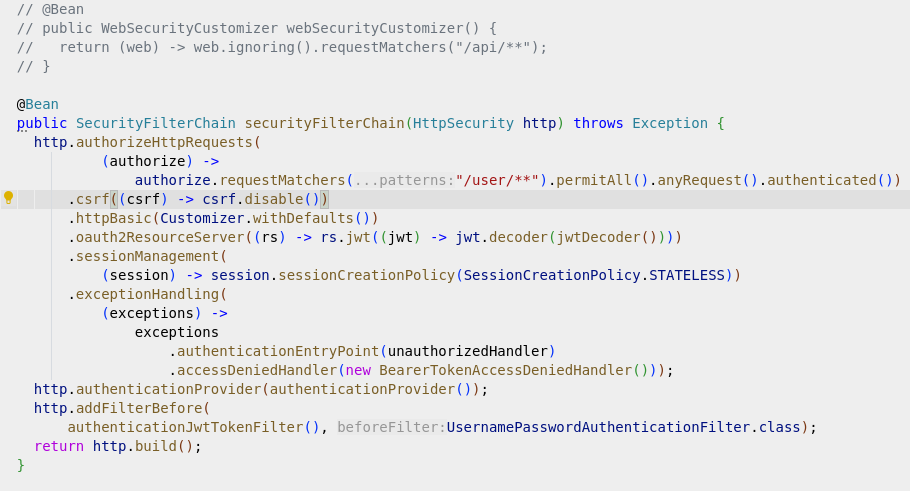 // @Bean
// public WebSecurityCustomizer webSecurityCustomizer() {
//   return (web) -> web.ignoring().requestMatchers("/api/**");
// }
@Bean
public SecurityFilterChain securityFilterChain(HttpSecurity http) throws Exception {
  http.authorizeHttpRequests(
          (authorize) ->
              authorize.requestMatchers(...patterns:"/user/**").permitAll().anyRequest().authenticated())
      .csrf((csrf) -> csrf.disable())
      .httpBasic(Customizer.withDefaults())
      .oauth2ResourceServer((rs) -> rs.jwt((jwt) -> jwt.decoder(jwtDecoder())))
      .sessionManagement(
          (session) -> session.sessionCreationPolicy(SessionCreationPolicy.STATELESS))
      .exceptionHandling(
          (exceptions) ->
              exceptions
                  .authenticationEntryPoint(unauthorizedHandler)
                  .accessDeniedHandler(new BearerTokenAccessDeniedHandler()));
  http.authenticationProvider(authenticationProvider());
  http.addFilterBefore(
      authenticationJwtTokenFilter(), beforeFilter:UsernamePasswordAuthenticationFilter.class);
  return http.build();
}